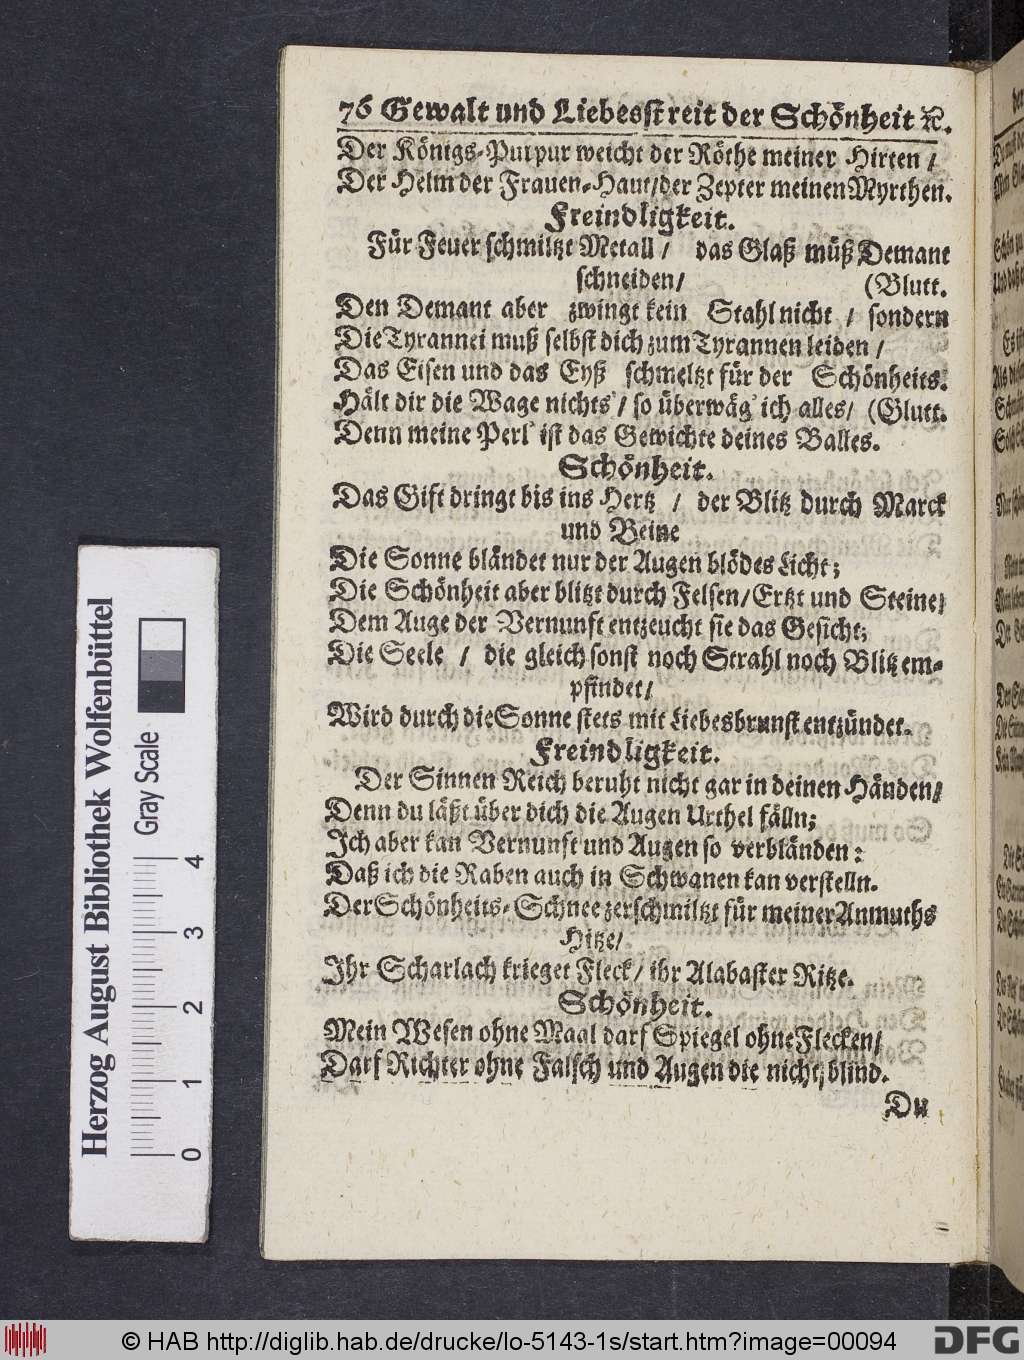 76 Gewalt und Liebesstreit der Schönheit ꝛc.
Der Königs-Purpur weicht der Röthe meiner Hirten /
Der Helm der Frauen-Haut/der Zepter meinen Myrthen.
Freindligkeit.
Für Feuer schmiltzt Metall / das Glaß müß Demant
schneiden/ (Blutt.
Den Demant aber zwingt kein Stahl nicht / sondern
Die Tyrannei muß selbst dich zum Tyrannen leiden /
Das Eisen und das Eyß schmeltzt für der Schönheits.
Hält dir die Wage nichts / so überwäg' ich alles/ (Glutt.
Denn meine Perl' ist das Gewichte deines Balles.
Schönheit.
Das Gift dringt bis ins Hertz / der Blitz durch Marck
und Beine
Die Sonne bländet nur der Augen blödes Licht;
Die Schönheit aber blitzt durch Felsen/Ertzt und Steine/
Dem Auge der Vernunft entzeucht sie das Gesicht;
Die Seele / die gleich sonst noch Strahl noch Blitz em-
pfindet/
Wird durch die Sonne stets mit Liebesbrunst entzündet.
Freindligkeit.
Der Sinnen Reich beruht nicht gar in deinen Händen/
Denn du läßt über dich die Augen Urthel fälln;
Ich aber kan Vernunft und Augen so verbländen:
Daß ich die Raben auch in Schwanen kan verstelln.
Der Schönheits-Schnee zerschmiltzt für meiner Anmuths
Hitze/
Ihr Scharlach krieget Fleck / ihr Alabaster Ritze.
Schönheit.
Mein Wesen ohne Maal darf Spiegel ohne Flecken/
Darf Richter ohne Falsch und Augen die nicht blind.
Du
Herzog August Bibliothek Wolfenbüttel
Gray Scale
0 1 2 3 4
© HAB http://diglib.hab.de/drucke/lo-5143-1s/start.htm?image=00094
DFG